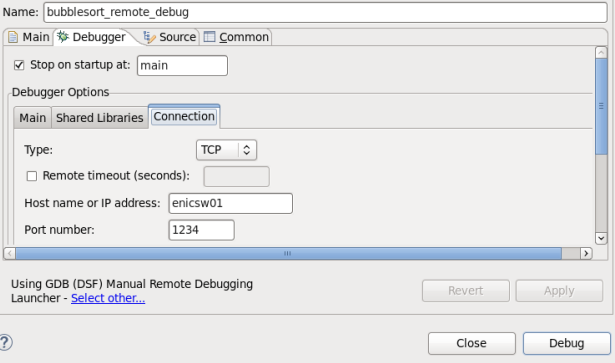 Name: bubblesort_remote_debug
Main Debugger Source Common
Stop on startup at: main
Debugger Options
Main Shared Libraries Connection
Type: TCP
Remote timeout (seconds):
Host name or IP address: enicsw01
Port number: 1234
Using GDB (DSF) Manual Remote Debugging
Launcher - Select other...
Revert Apply
? Close Debug